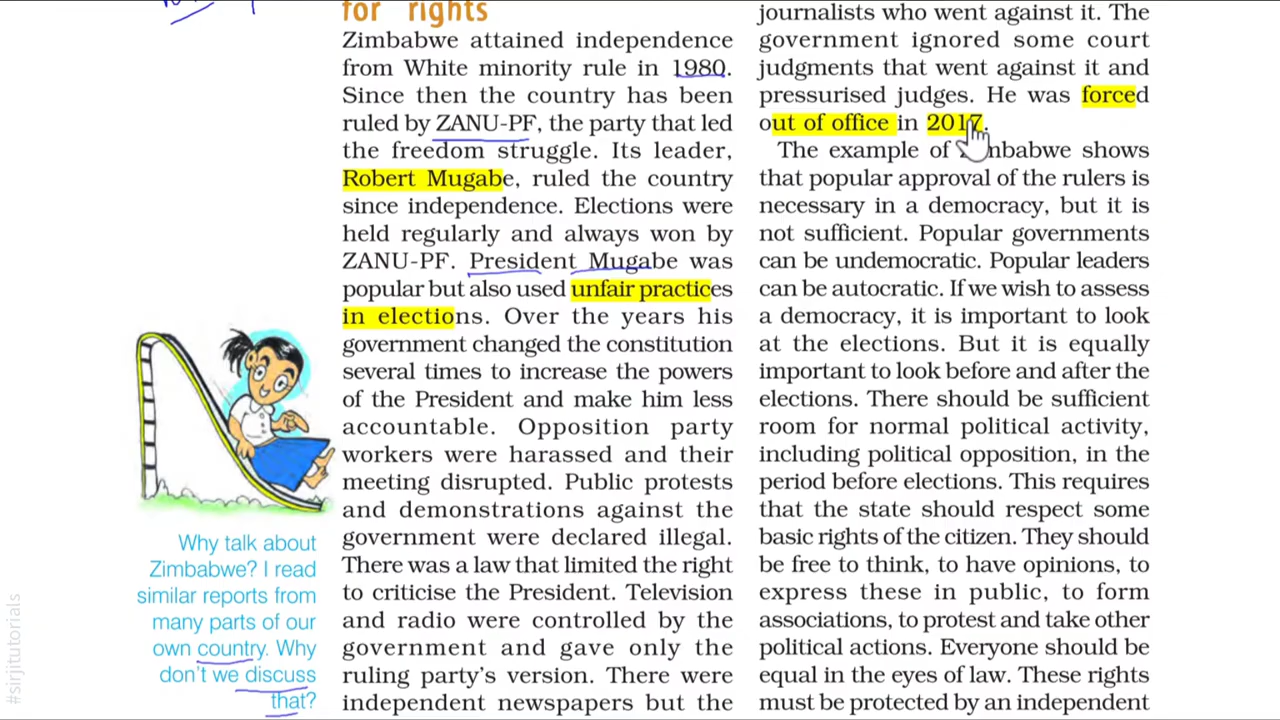 for rights
Zimbabwe attained independence
from White minority rule in 1980.
Since then the country has been
ruled by ZANU-PF, the party that led
the freedom struggle. Its leader,
Robert Mugabe, ruled the country
since independence. Elections were
held regularly and always won by
ZANU-PF. President Mugabe was
popular but also used unfair practices
in elections. Over the years his
government changed the constitution
several times to increase the powers
of the President and make him less
accountable. Opposition party
workers were harassed and their
meeting disrupted. Public protests
and demonstrations against the
government were declared illegal.
There was a law that limited the right
to criticise the President. Television
and radio were controlled by the
government and gave only the
ruling party's version. There were
independent newspapers but the
journalists who went against it. The
government ignored some court
judgments that went against it and
pressurised judges. He was forced
out of office in 2017.
The example of Zimbabwe shows
that popular approval of the rulers is
necessary in a democracy, but it is
not sufficient. Popular governments
can be undemocratic. Popular leaders
can be autocratic. If we wish to assess
a democracy, it is important to look
at the elections. But it is equally
important to look before and after the
elections. There should be sufficient
room for normal political activity,
including political opposition, in the
period before elections. This requires
that the state should respect some
basic rights of the citizen. They should
be free to think, to have opinions, to
express these in public, to form
associations, to protest and take other
political actions. Everyone should be
equal in the eyes of law. These rights
must be protected by an independent
Why talk about
Zimbabwe? I read
similar reports from
many parts of our
own country. Why
don't we discuss
that?
#sirjitutorials